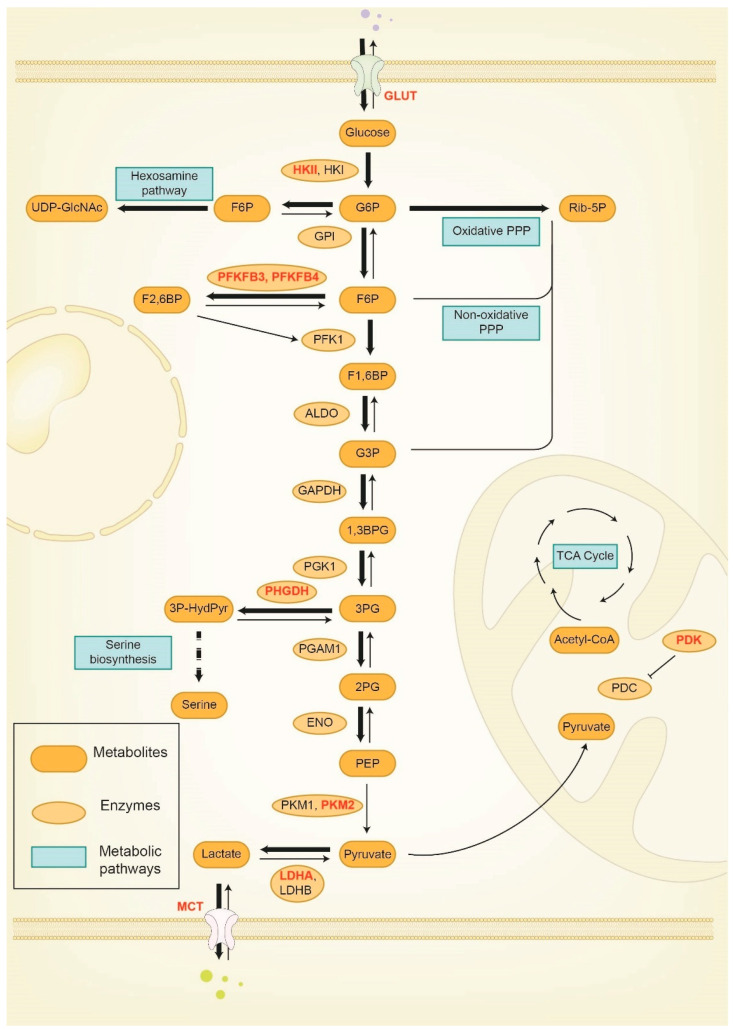 GLUT
Glucose
HKII, HKI
Hexosamine
pathway
UDP-GlcNAc
F6P
G6P
Rib-5P
GPI
Oxidative PPP
PFKFB3, PFKFB4
F2,6BP
F6P
Non-oxidative
PPP
PFK1
F1,6BP
ALDO
G3P
GAPDH
1,3BPG
TCA Cycle
PGK1
PHGDH
3P-HydPyr
3PG
Acetyl-CoA
PDK
Serine
biosynthesis
PGAM1
PDC
2PG
Serine
ENO
Pyruvate
Metabolites
PEP
Enzymes
PKM1, PKM2
Metabolic
pathways
Lactate
Pyruvate
LDHA,
LDHB
MCT